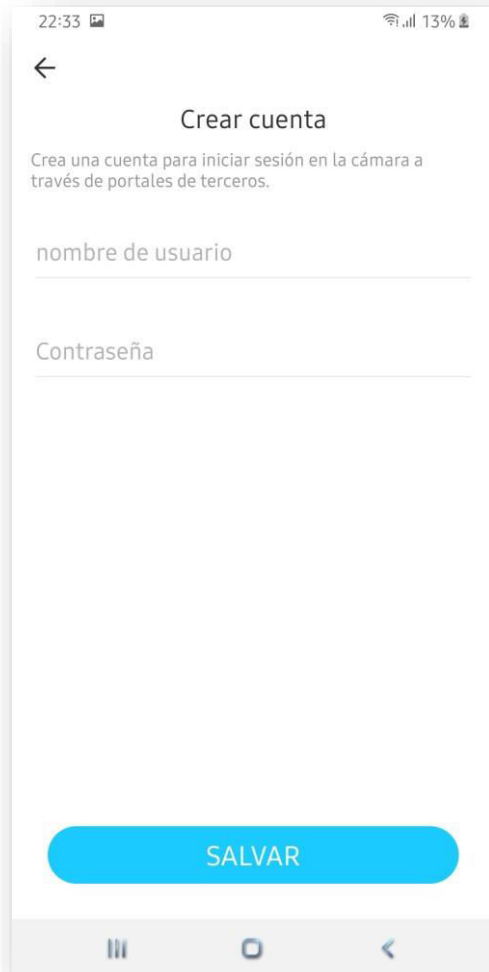 22:33
13%
Crear cuenta
Crea una cuenta para iniciar sesión en la cámara a
través de portales de terceros.
nombre de usuario
Contraseña
SALVAR